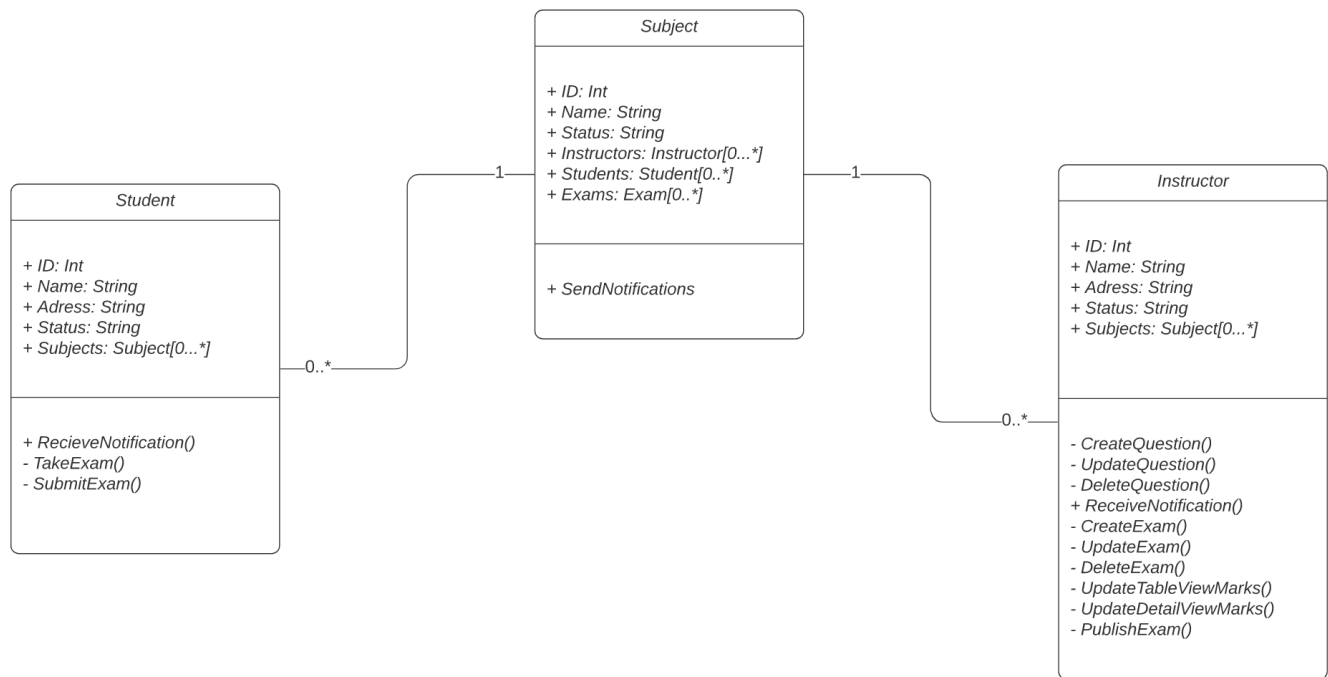 Subject
+ ID: Int
+ Name: String
+ Status: String
+ Instructors: Instructor[0...*]
+ Students: Student[0..*]
+ Exams: Exam[0..*]
+ SendNotifications
1
1
Student
+ ID: Int
+ Name: String
+ Adress: String
+ Status: String
+ Subjects: Subject[0...*]
+ RecieveNotification()
- TakeExam()
- SubmitExam()
0..*
Instructor
+ ID: Int
+ Name: String
+ Adress: String
+ Status: String
+ Subjects: Subject[0...*]
0..*
- CreateQuestion()
- UpdateQuestion()
- DeleteQuestion()
+ ReceiveNotification()
- CreateExam()
- UpdateExam()
- DeleteExam()
- UpdateTableViewMarks()
- UpdateDetailViewMarks()
- PublishExam()